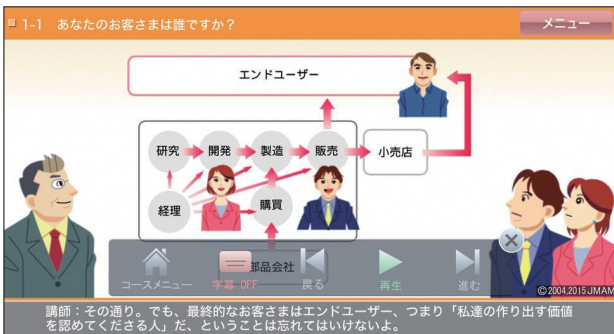 1-1 あなたのお客さまは誰ですか？
メニュー
エンドユーザー
研究
開発
製造
販売
小売店
経理
購買
部品会社
コースメニュー
字幕 OFF
戻る
再生
進む
©2004,2015 JMAM
講師：その通り。でも、最終的なお客さまはエンドユーザー、つまり「私達の作り出す価値
を認めてくださる人」だ、ということは忘れてはいけないよ。